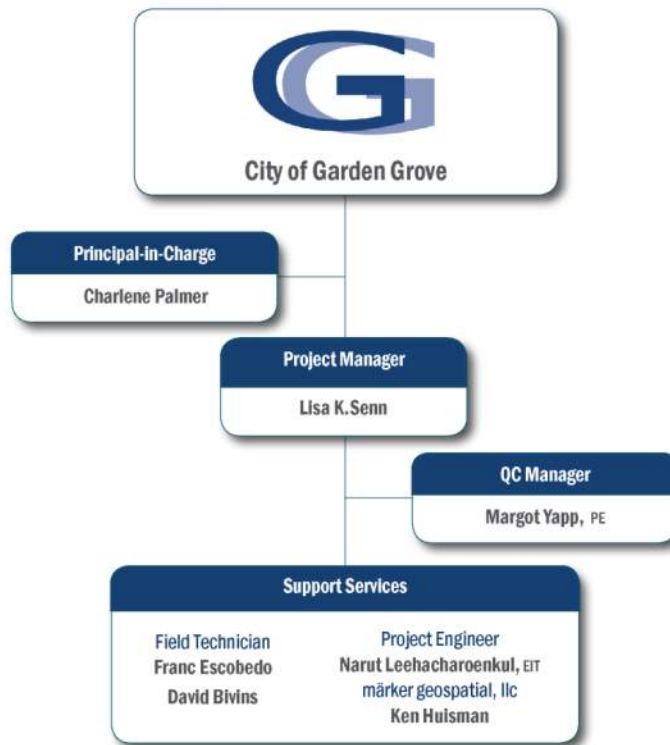 GG
City of Garden Grove
Principal-in-Charge
Charlene Palmer
Project Manager
Lisa K. Senn
QC Manager
Margot Yapp, PE
Support Services
Field Technician
Franc Escobedo
David Bivins
Project Engineer
Narut Leehacharoenkul, EIT
märker geospatial, llc
Ken Huisman